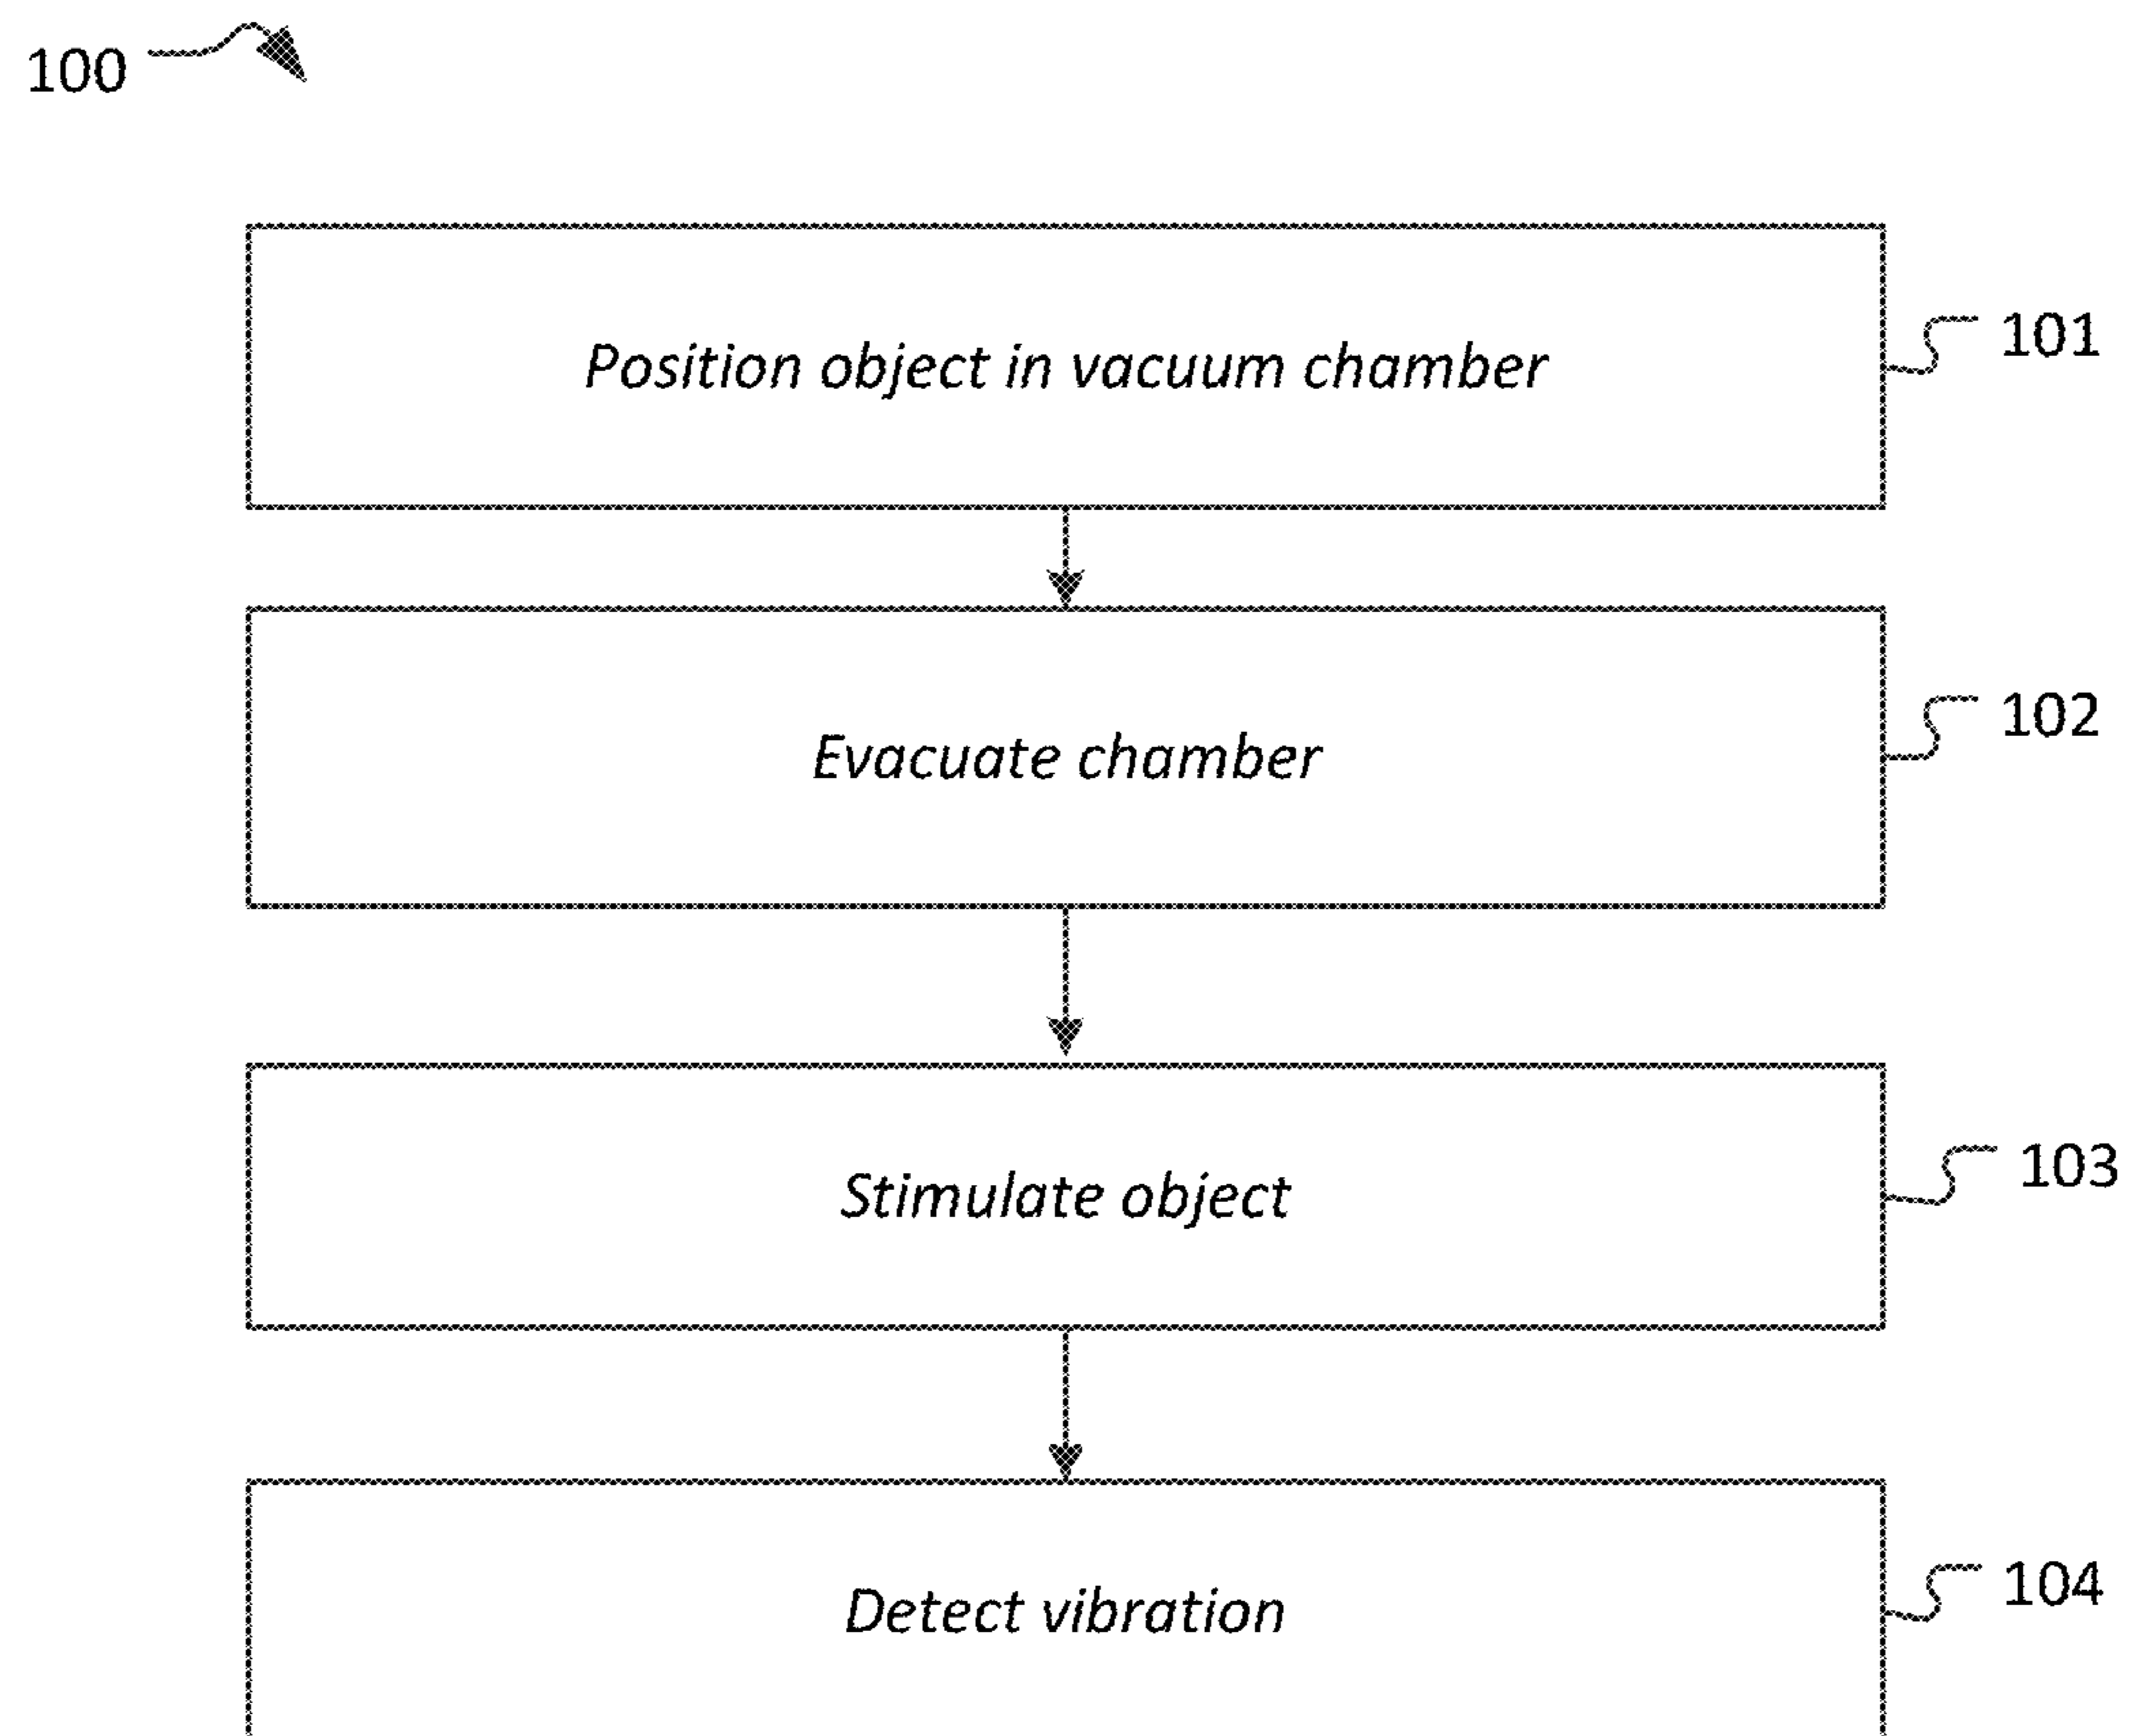 100
Position object in vacuum chamber
101
Evacuate chamber
102
Stimulate object
103
Detect vibration
104